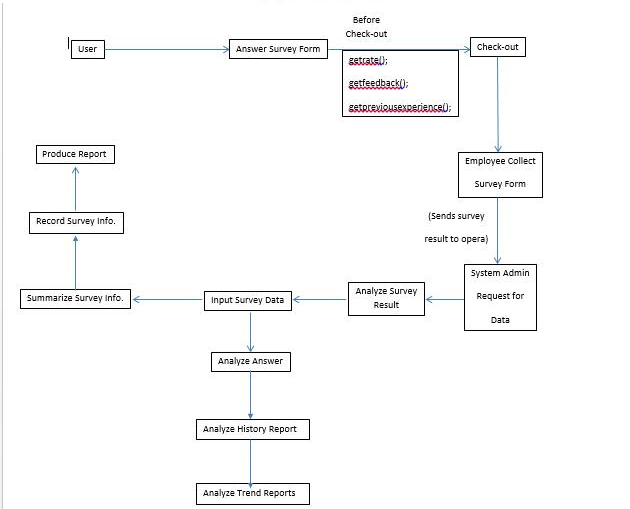 Before
Check-out
User
Answer Survey Form
Check-out
getrate();
getfeedback();
getpreviousexperience();
Produce Report
Employee Collect
Survey Form
Record Survey Info.
(Sends survey
result to opera)
System Admin
Request for
Data
Analyze Survey
Result
Input Survey Data
Summarize Survey Info.
Analyze Answer
Analyze History Report
Analyze Trend Reports